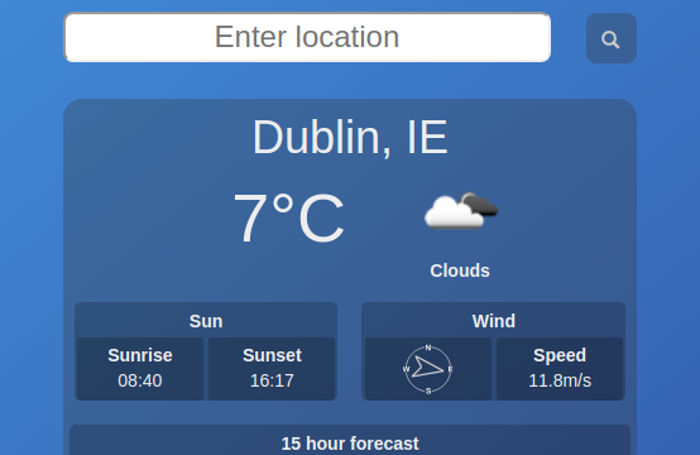 Enter location
Dublin, IE
7°C
Clouds
Sun
Sunrise
08:40
Sunset
16:17
Wind
N
W E
S
Speed
11.8m/s
15 hour forecast